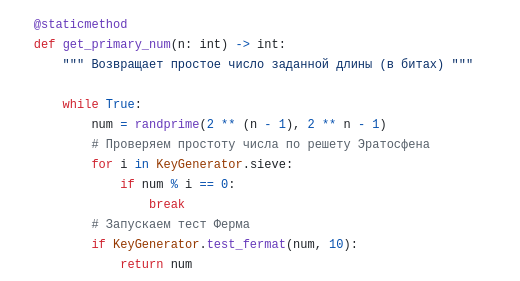 @staticmethod
def get_primary_num(n: int) -> int:
    """ Возвращает простое число заданной длины (в битах) """

    while True:
        num = randprime(2 ** (n - 1), 2 ** n - 1)
        # Проверяем простоту числа по решету Эратосфена
        for i in KeyGenerator.sieve:
            if num % i == 0:
                break
        # Запускаем тест Ферма
        if KeyGenerator.test_fermat(num, 10):
            return num